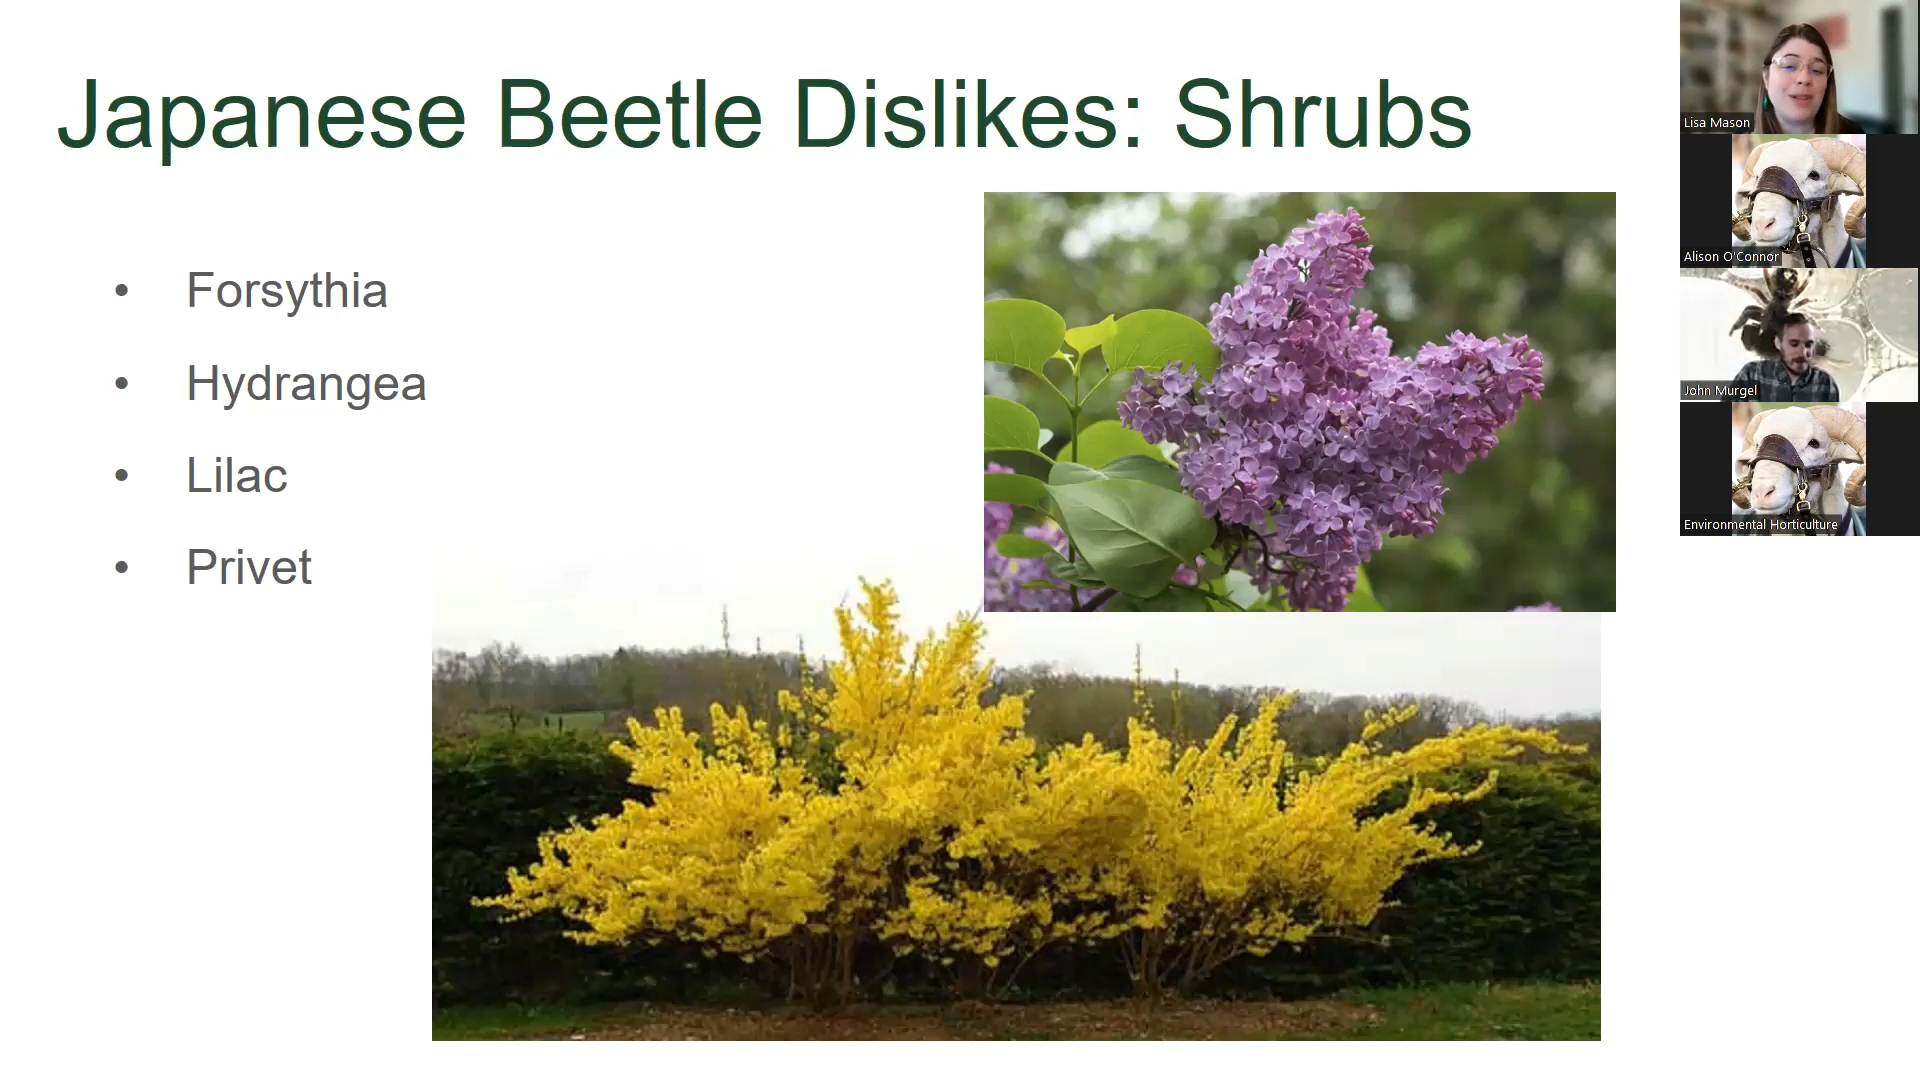 Japanese Beetle Dislikes: Shrubs
• Forsythia
• Hydrangea
• Lilac
• Privet
Lisa Mason
Alison O'Connor
John Murgel
Environmental Horticulture